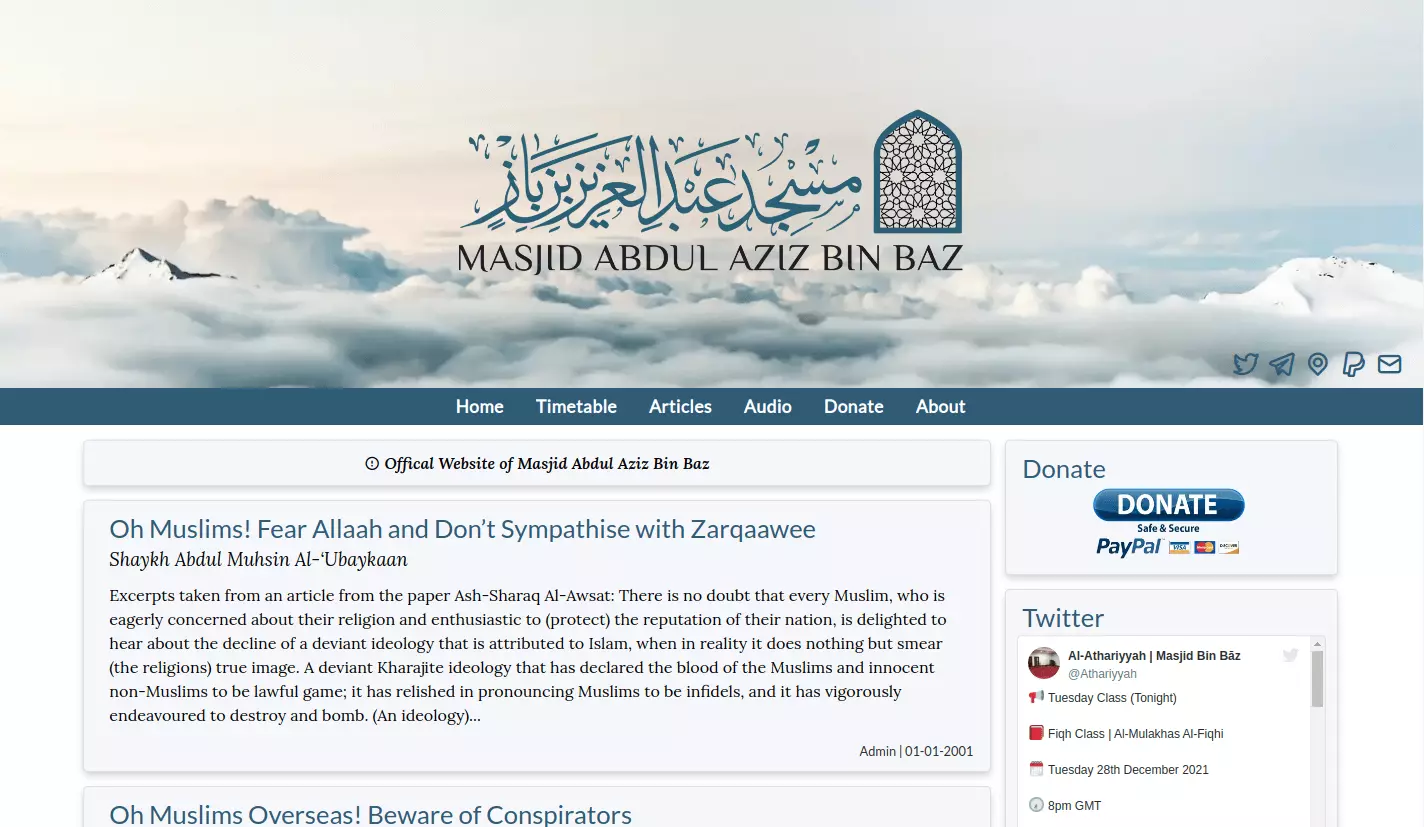 مسجد عبد العزيز بن باز
MASJID ABDUL AZIZ BIN BAZ
Home Timetable Articles Audio Donate About
Offical Website of Masjid Abdul Aziz Bin Baz
Oh Muslims! Fear Allaah and Don’t Sympathise with Zarqaawee
Shaykh Abdul Muhsin Al-‘Ubaykaan
Excerpts taken from an article from the paper Ash-Sharaq Al-Awsat: There is no doubt that every Muslim, who is
eagerly concerned about their religion and enthusiastic to (protect) the reputation of their nation, is delighted to
hear about the decline of a deviant ideology that is attributed to Islam, when in reality it does nothing but smear
(the religions) true image. A deviant Kharajite ideology that has declared the blood of the Muslims and innocent
non-Muslims to be lawful game; it has relished in pronouncing Muslims to be infidels, and it has vigorously
endeavoured to destroy and bomb. (An ideology)...
Admin | 01-01-2001
Oh Muslims Overseas! Beware of Conspirators
Donate
DONATE
Safe & Secure
PayPal VISA MasterCard DISCOVER
Twitter
Al-Athariyyah | Masjid Bin Bāz
@Athariyyah
Tuesday Class (Tonight)
Fiqh Class | Al-Mulakhas Al-Fiqhi
Tuesday 28th December 2021
8pm GMT